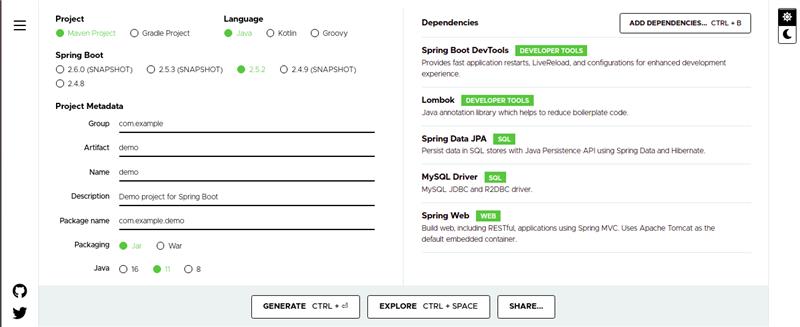 Project
Maven Project Gradle Project
Language
Java Kotlin Groovy
Spring Boot
2.6.0 (SNAPSHOT) 2.5.3 (SNAPSHOT) 2.5.2 2.4.9 (SNAPSHOT)
2.4.8
Project Metadata
Group com.example
Artifact demo
Name demo
Description Demo project for Spring Boot
Package name com.example.demo
Packaging Jar War
Java 16 11 8
Dependencies
ADD DEPENDENCIES... CTRL + B
Spring Boot DevTools DEVELOPER TOOLS
Provides fast application restarts, LiveReload, and configurations for enhanced development
experience.
Lombok DEVELOPER TOOLS
Java annotation library which helps to reduce boilerplate code.
Spring Data JPA SQL
Persist data in SQL stores with Java Persistence API using Spring Data and Hibernate.
MySQL Driver SQL
MySQL JDBC and R2DBC driver.
Spring Web WEB
Build web, including RESTful, applications using Spring MVC. Uses Apache Tomcat as the
default embedded container.
GENERATE CTRL + ⏎
EXPLORE CTRL + SPACE
SHARE...